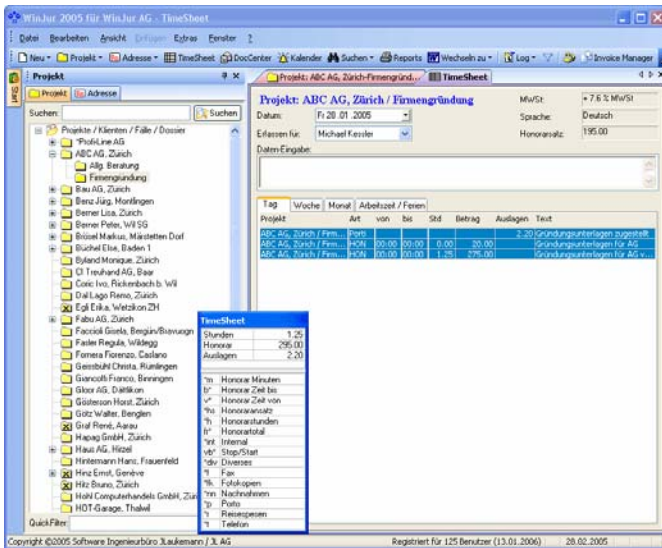 WinJur 2005 für WinJur AG - TimeSheet
Datei Bearbeiten Ansicht Einfügen Extras Fenster ?
Neu Projekt Adresse TimeSheet DocCenter Kalender Suchen Reports Wechseln zu Log Invoice Manager
Start
Projekt
Projekt Adresse
Suchen: Suchen
Projekte / Klienten / Fälle / Dossier
*Profi-Line AG
ABC AG, Zürich
Allg. Beratung
Firmengründung
Bau AG, Zürich
Benz Jürg, Montlingen
Berner Lisa, Zürich
Berner Peter, Wil SG
Brösel Markus, Märstetten Dorf
Büchel Else, Baden 1
Byland Monique, Zürich
CI Treuhand AG, Baar
Coric Ivo, Rickenbach b. Wil
Dal Lago Remo, Zürich
Egli Erika, Wetzikon ZH
Fabu AG, Zürich
Faccioli Gisela, Bergün/Bravuogn
Fasler Regula, Wildegg
Fornera Fiorenzo, Caslano
Geissbühl Christa, Rümlingen
Giancotti Franco, Binningen
Gloor AG, Dättlikon
Gösterson Horst, Zürich
Götz Walter, Benglen
Graf René, Aarau
Hapag GmbH, Zürich
Haus AG, Hirzel
Hintermann Hans, Frauenfeld
Hinz Ernst, Genève
Hitz Bruno, Zürich
Hohl Computerhandels GmbH, Zür
HOT-Garage, Thalwil
QuickFilter
Projekt: ABC AG, Zürich-Firmengründ... TimeSheet
Projekt: ABC AG, Zürich / Firmengründung
MWSt: + 7.6 % MWSt
Datum: Fr 28 .01 .2005
Sprache: Deutsch
Erfassen für: Michael Kessler
Honorarsatz: 195.00
Daten-Eingabe:
Tag Woche Monat Arbeitszeit / Ferien
Projekt Art von bis Std Betrag Auslagen Text
ABC AG, Zürich / Firm... Porti 2.20 Gründungsunterlagen zugestellt
ABC AG, Zürich / Firm... HON 00:00 00:00 0.00 20.00 Gründungsunterlagen für AG
ABC AG, Zürich / Firm... HON 00:00 00:00 1.25 275.00 Gründungsunterlagen für AG v...
TimeSheet
Stunden 1.25
Honorar 295.00
Auslagen 2.20
*m Honorar Minuten
b* Honorar Zeit bis
v* Honorar Zeit von
*hs Honoraransatz
*h Honorarstunden
fr* Honorartotal
*int Internal
vb* Stop/Start
*div Diverses
*f Fax
*fk Fotokopien
*nn Nachnahmen
*p Porto
*r Reisespesen
*t Telefon
Copyright ©2005 Software Ingenieurbüro JLaukemann / JL AG
Registriert für 125 Benutzer (13.01.2006)
28.02.2005